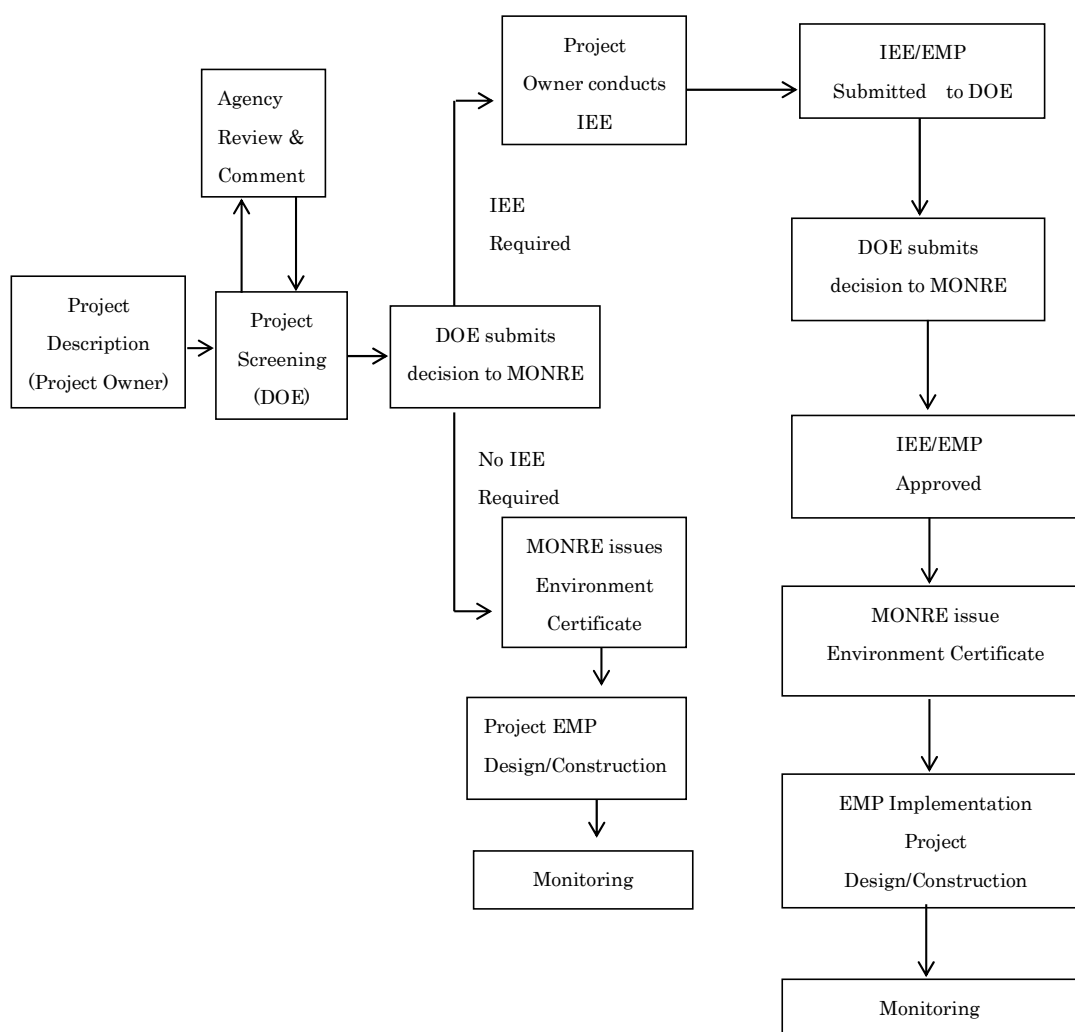 Project
Description
(Project Owner)
Agency
Review &
Comment
Project
Screening
(DOE)
DOE submits
decision to MONRE
IEE
Required
Project
Owner conducts
IEE
IEE/EMP
Submitted to DOE
DOE submits
decision to MONRE
IEE/EMP
Approved
MONRE issue
Environment Certificate
EMP Implementation
Project
Design/Construction
Monitoring
No IEE
Required
MONRE issues
Environment
Certificate
Project EMP
Design/Construction
Monitoring